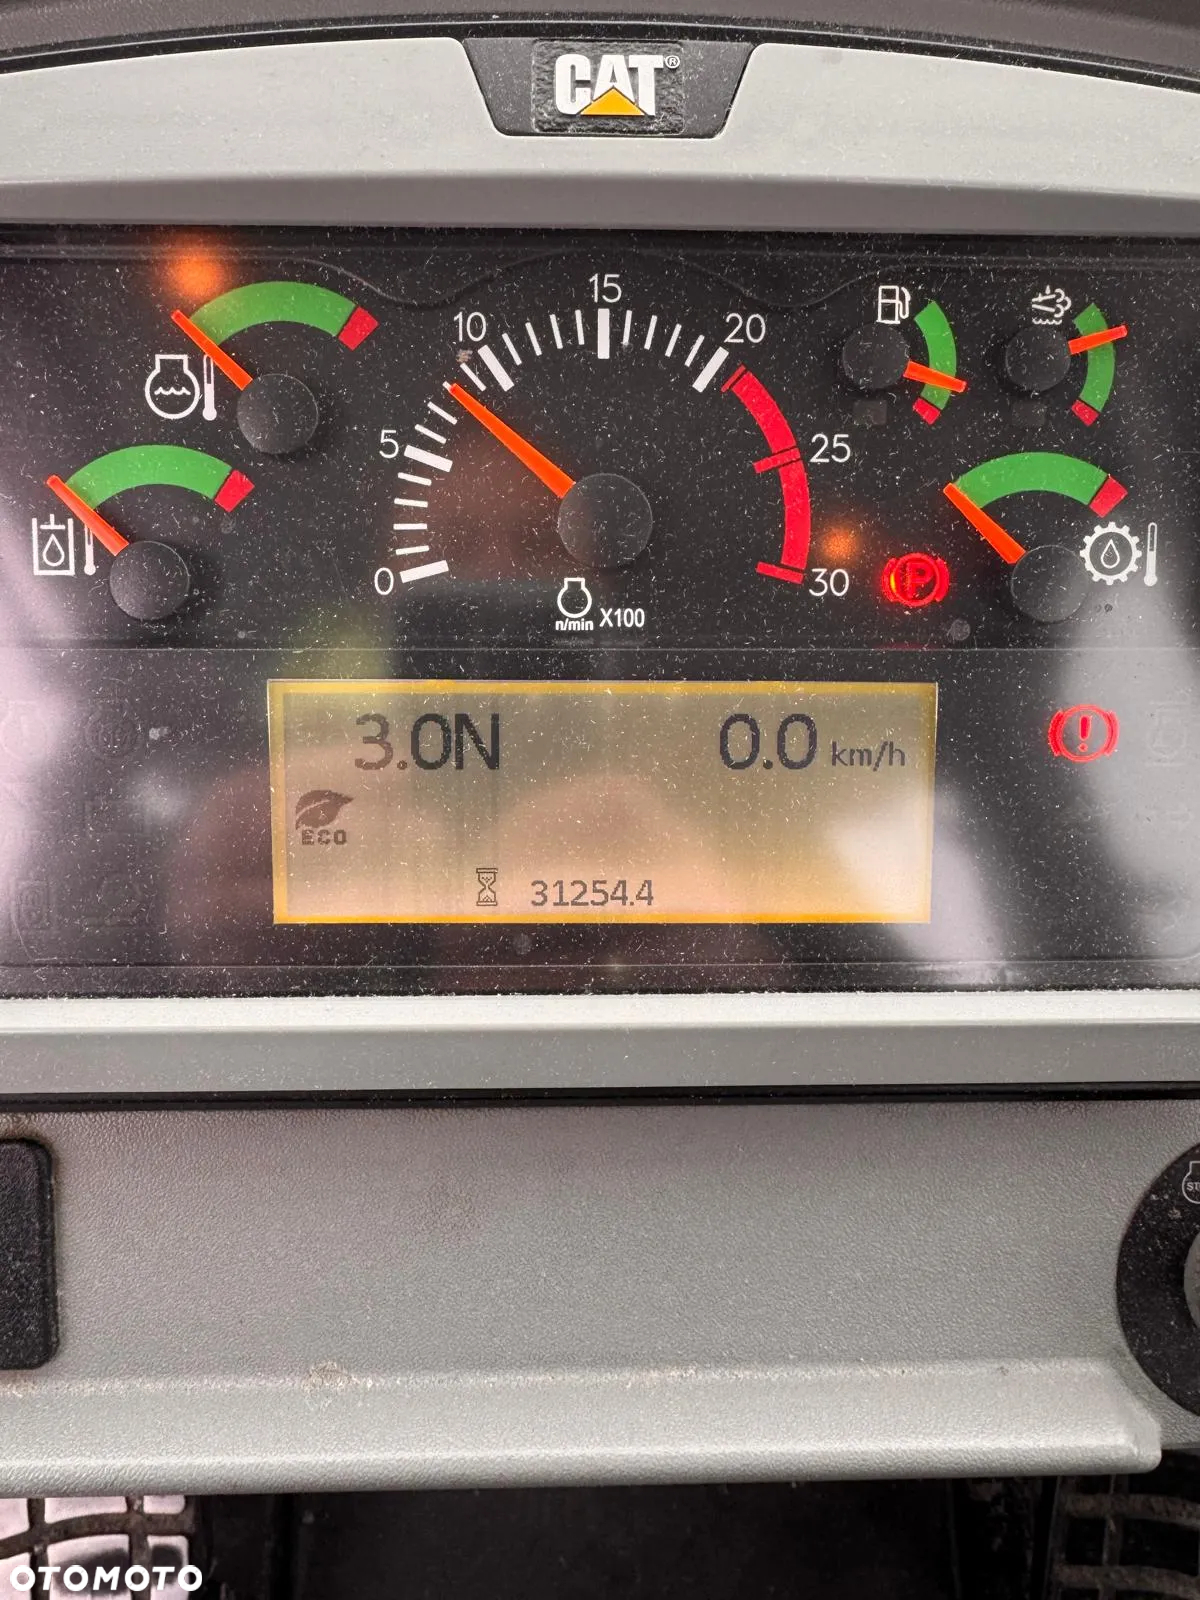 CAT®
15
10
20
5
25
0
30
P
n/min X100
3.0N
0.0 km/h
ECO
31254.4
OTOMOTO